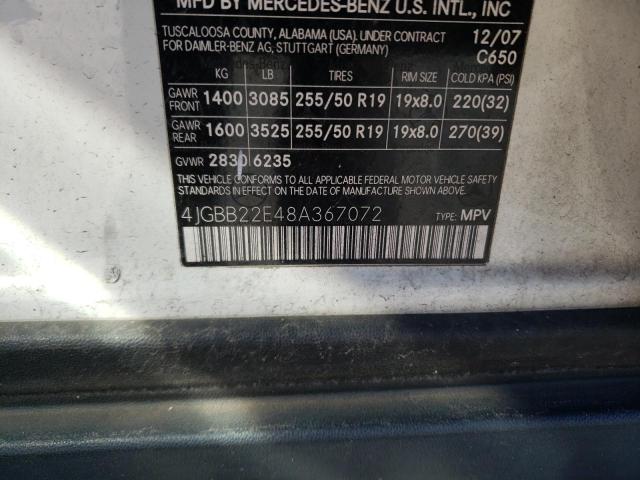 MFD BY MERCEDES-BENZ U.S. INTL., INC
TUSCALOOSA COUNTY, ALABAMA (USA). UNDER CONTRACT 12/07
FOR DAIMLER-BENZ AG, STUTTGART (GERMANY) C650
KG LB TIRES RIM SIZE COLD KPA (PSI)
GAWR FRONT 1400 3085 255/50 R19 19x8.0 220(32)
GAWR REAR 1600 3525 255/50 R19 19x8.0 270(39)
GVWR 2830 6235
THIS VEHICLE CONFORMS TO ALL APPLICABLE FEDERAL MOTOR VEHICLE SAFETY
STANDARDS IN EFFECT ON THE DATE OF MANUFACTURE SHOWN ABOVE.
4JGBB22E48A367072 TYPE: MPV